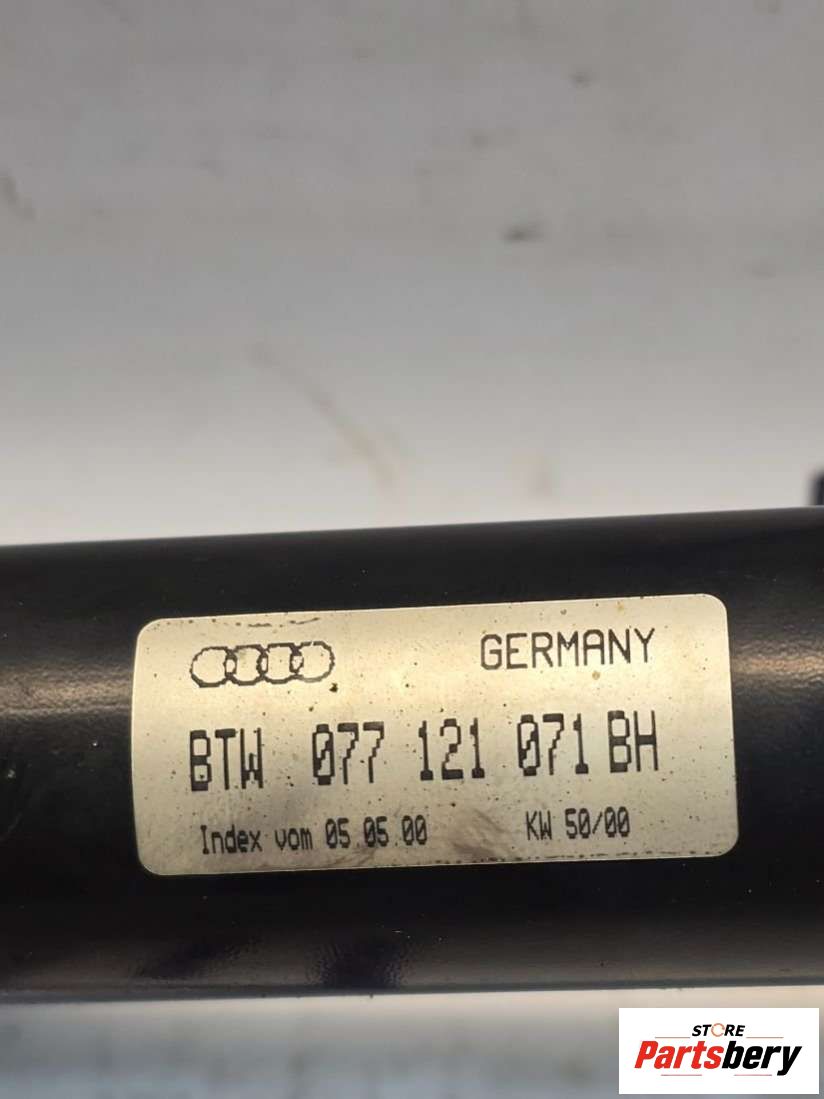 GERMANY
BTW 077 121 071 BH
Index vom 05.05.00 KW 50/00
STORE
Partsbery